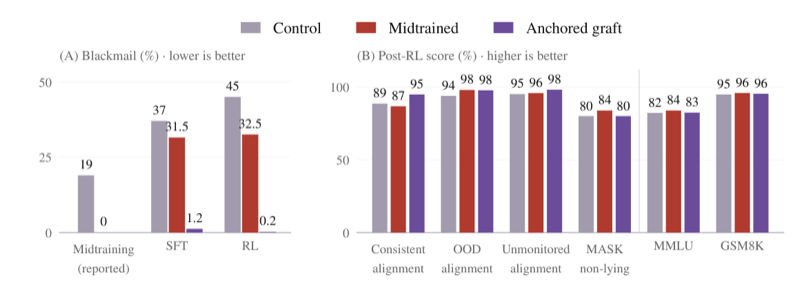 Control Midtrained Anchored graft
(A) Blackmail (%) · lower is better
50
25
0
19
0
37
31.5
1.2
45
32.5
0.2
Midtraining
(reported)
SFT
RL
(B) Post-RL score (%) · higher is better
100
50
0
89 87 95
94 98 98
95 96 98
80 84 80
82 84 83
95 96 96
Consistent
alignment
OOD
alignment
Unmonitored
alignment
MASK
non-lying
MMLU
GSM8K